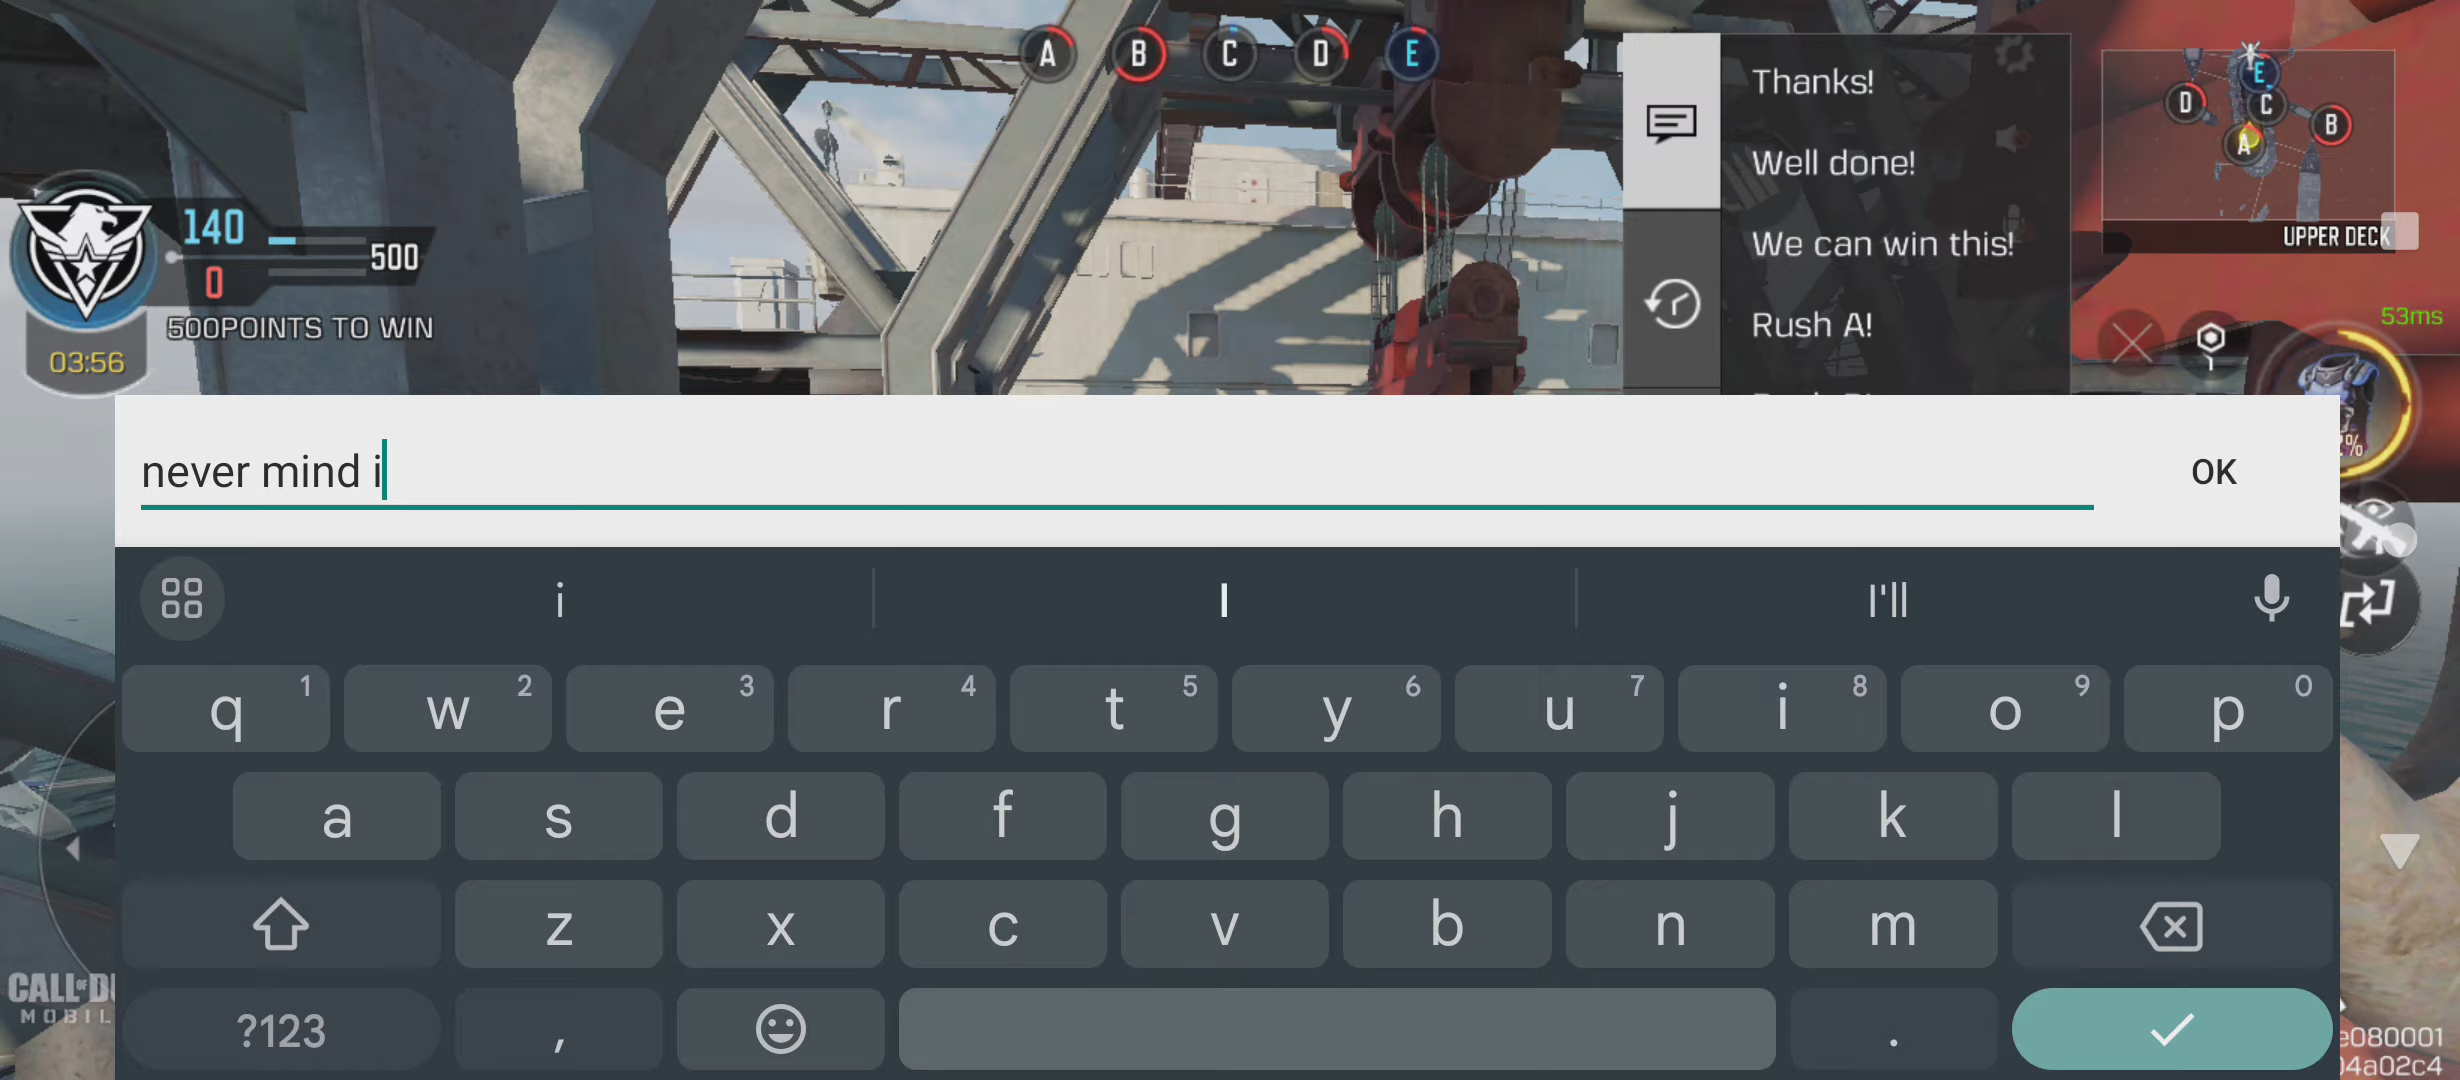 A B C D E
Thanks!
Well done!
We can win this!
Rush A!
E
D
C
B
A
UPPER DECK
140
0
500
500POINTS TO WIN
03:56
53ms
never mind i
OK
i I I'll
q 1 w 2 e 3 r 4 t 5 y 6 u 7 i 8 o 9 p 0
a s d f g h j k l
z x c v b n m
?123 , .
CALL OF DU
MOBIL
e080001
04a02c4